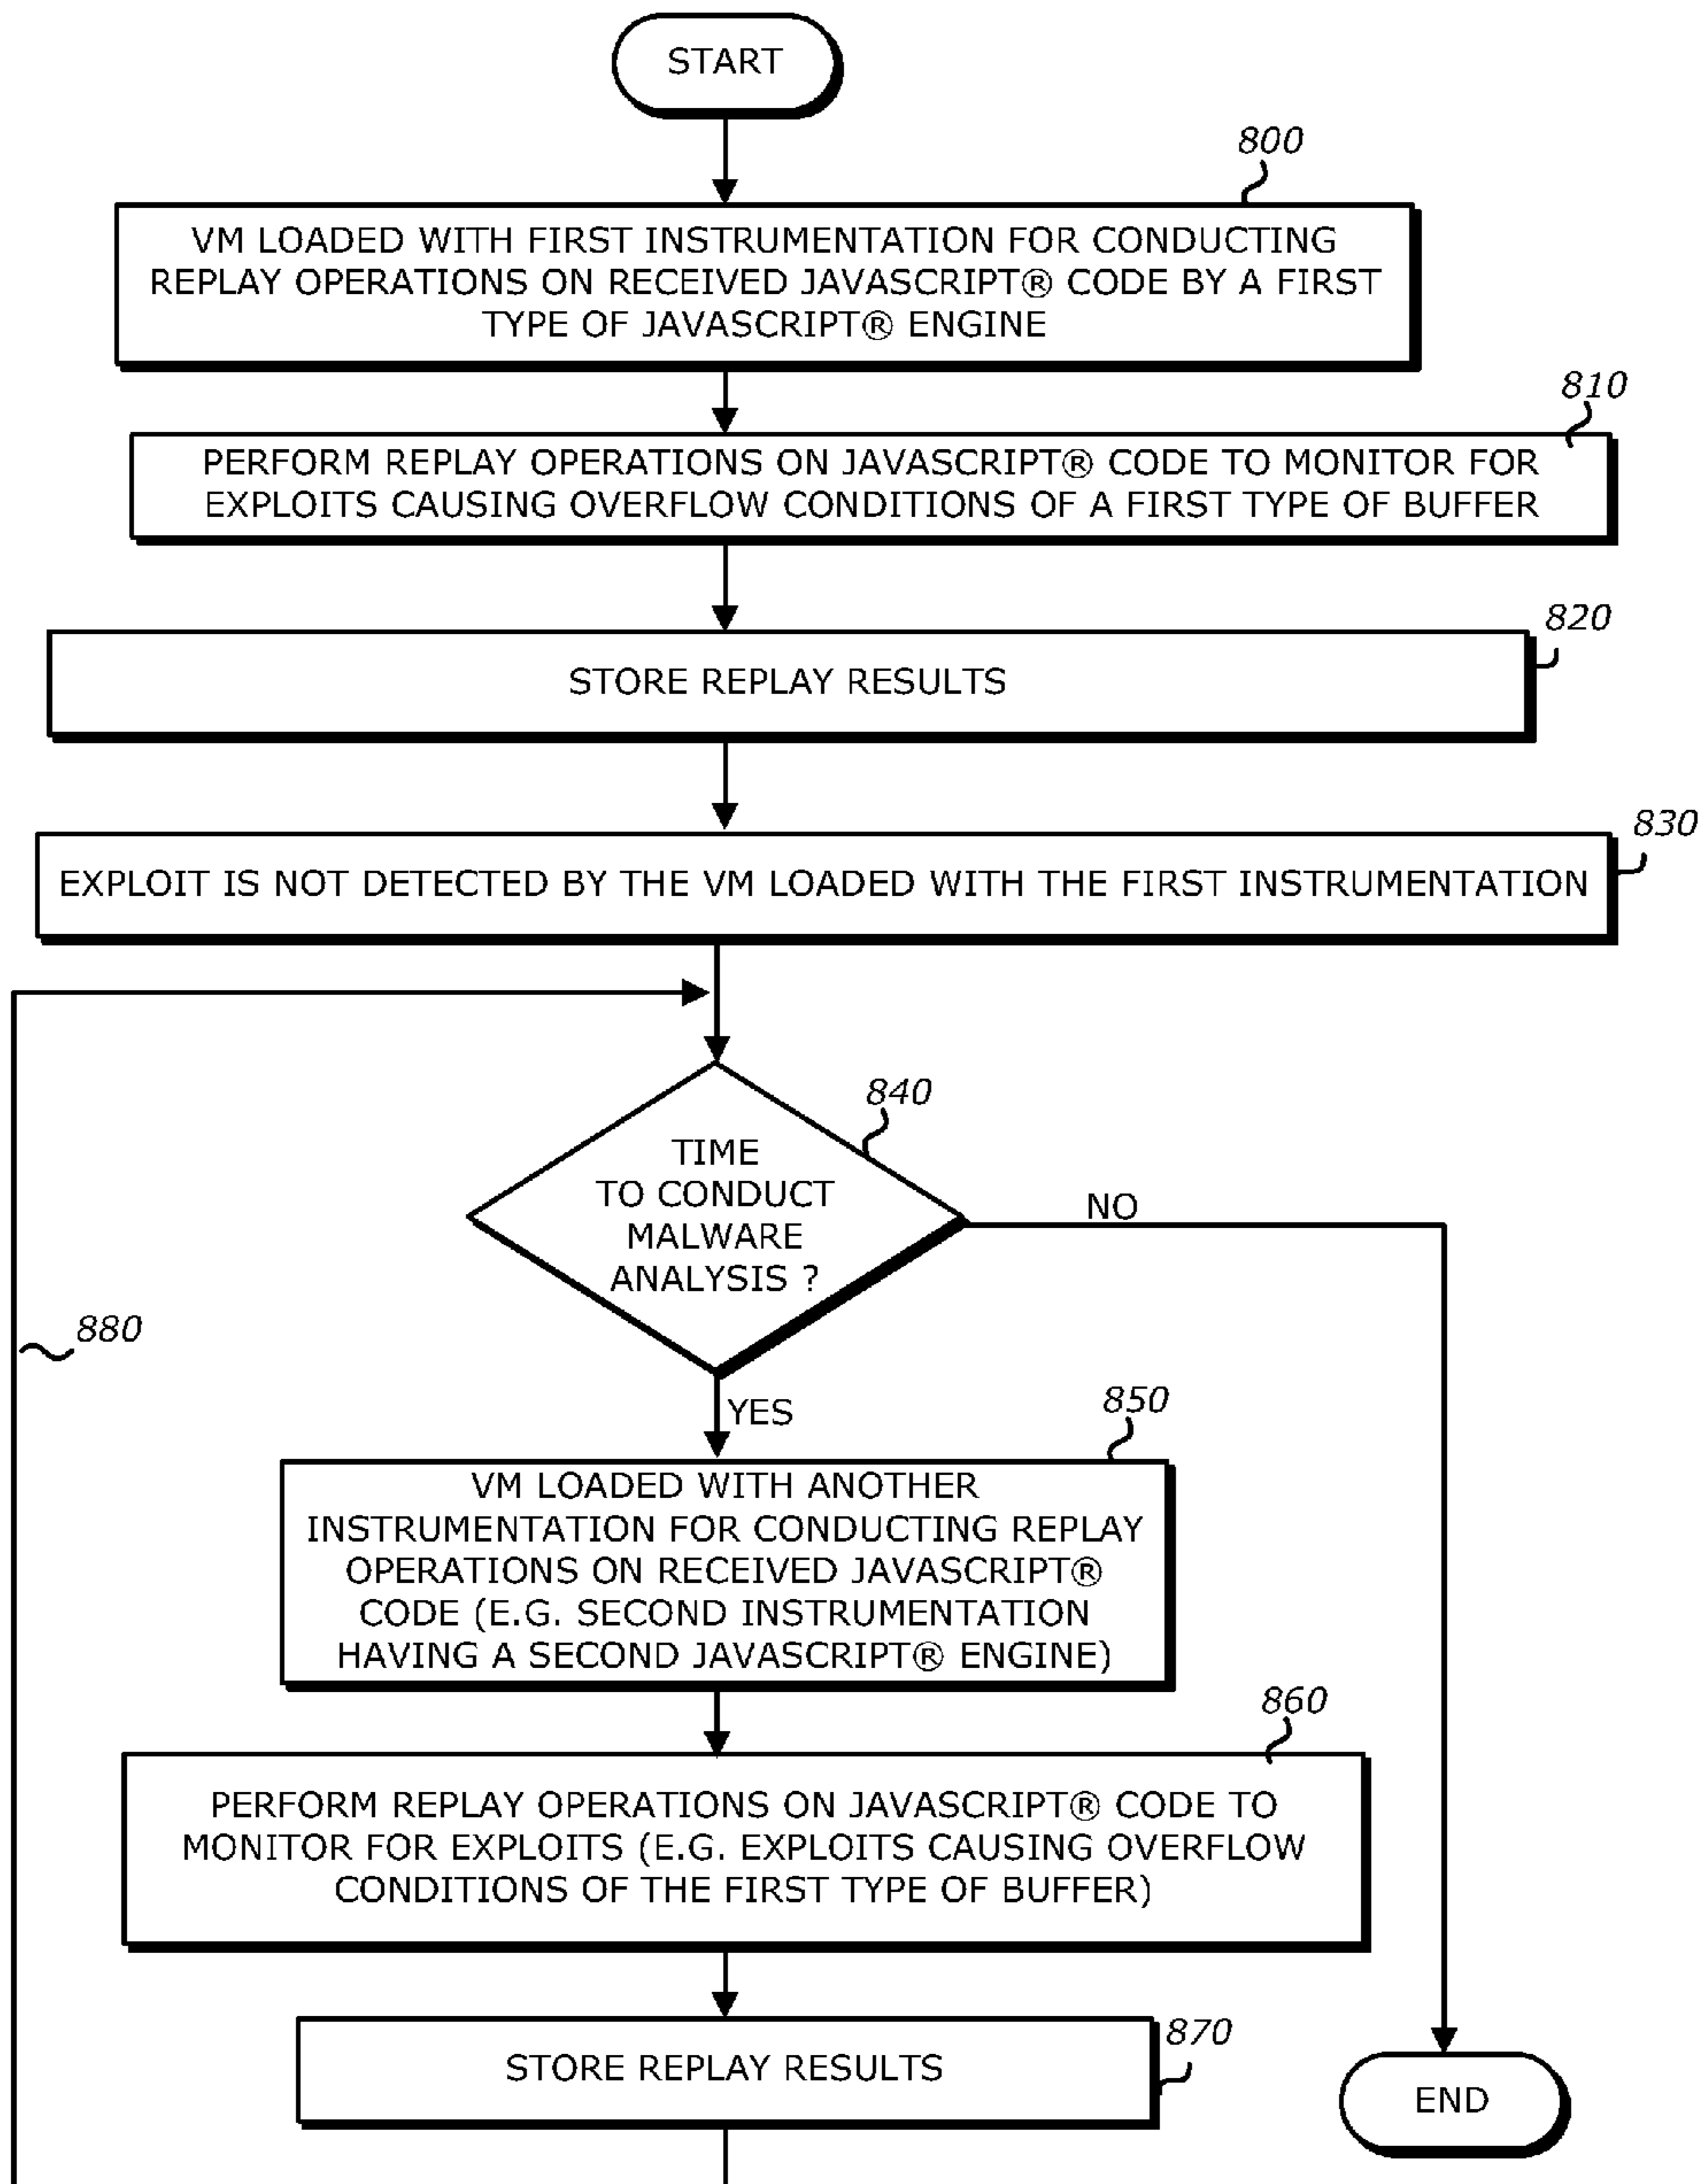 START
800
VM LOADED WITH FIRST INSTRUMENTATION FOR CONDUCTING
REPLAY OPERATIONS ON RECEIVED JAVASCRIPT® CODE BY A FIRST
TYPE OF JAVASCRIPT® ENGINE
810
PERFORM REPLAY OPERATIONS ON JAVASCRIPT® CODE TO MONITOR FOR
EXPLOITS CAUSING OVERFLOW CONDITIONS OF A FIRST TYPE OF BUFFER
820
STORE REPLAY RESULTS
830
EXPLOIT IS NOT DETECTED BY THE VM LOADED WITH THE FIRST INSTRUMENTATION
840
TIME
TO CONDUCT
MALWARE
ANALYSIS ?
NO
880
YES
850
VM LOADED WITH ANOTHER
INSTRUMENTATION FOR CONDUCTING REPLAY
OPERATIONS ON RECEIVED JAVASCRIPT®
CODE (E.G. SECOND INSTRUMENTATION
HAVING A SECOND JAVASCRIPT® ENGINE)
860
PERFORM REPLAY OPERATIONS ON JAVASCRIPT® CODE TO
MONITOR FOR EXPLOITS (E.G. EXPLOITS CAUSING OVERFLOW
CONDITIONS OF THE FIRST TYPE OF BUFFER)
870
STORE REPLAY RESULTS
END